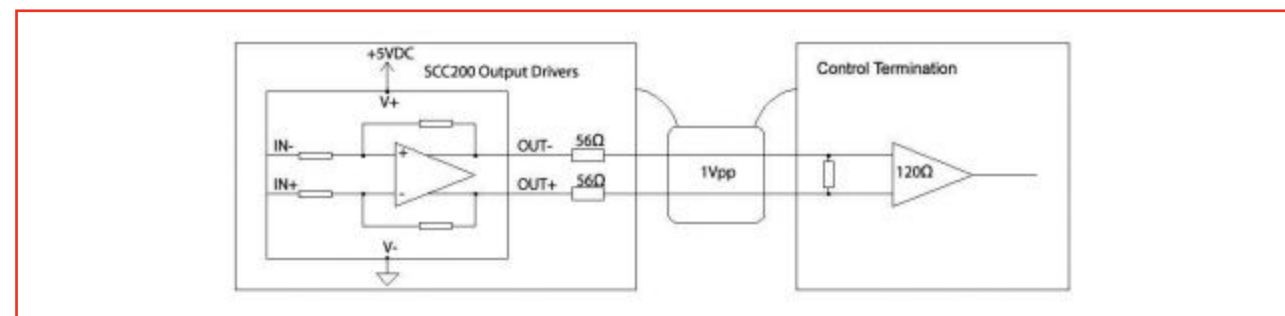 +5VDC
SCC200 Output Drivers
Control Termination
V+
IN-
+
OUT-
56Ω
1Vpp
120Ω
IN+
-
OUT+
56Ω
V-